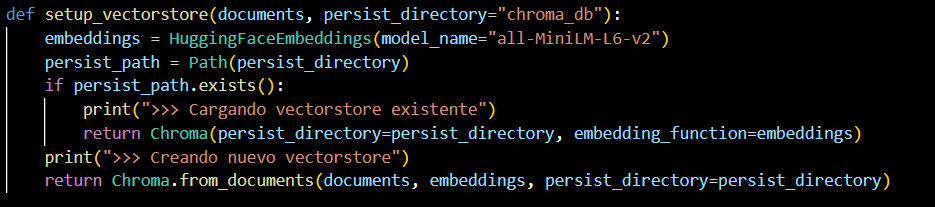 def setup_vectorstore(documents, persist_directory="chroma_db"):
    embeddings = HuggingFaceEmbeddings(model_name="all-MiniLM-L6-v2")
    persist_path = Path(persist_directory)
    if persist_path.exists():
        print(">>> Cargando vectorstore existente")
        return Chroma(persist_directory=persist_directory, embedding_function=embeddings)
    print(">>> Creando nuevo vectorstore")
    return Chroma.from_documents(documents, embeddings, persist_directory=persist_directory)